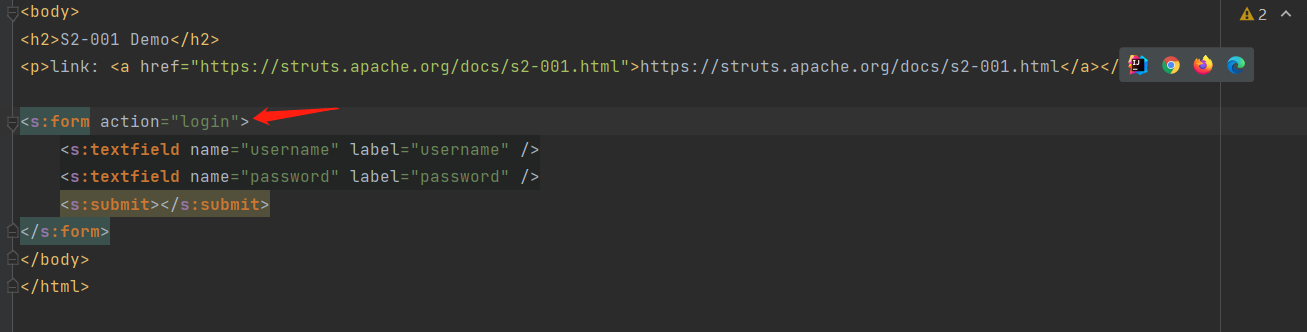 <body>
<h2>S2-001 Demo</h2>
<p>link: <a href="https://struts.apache.org/docs/s2-001.html">https://struts.apache.org/docs/s2-001.html</a></
<s:form action="login">
<s:textfield name="username" label="username" />
<s:textfield name="password" label="password" />
<s:submit></s:submit>
</s:form>
</body>
</html>
2